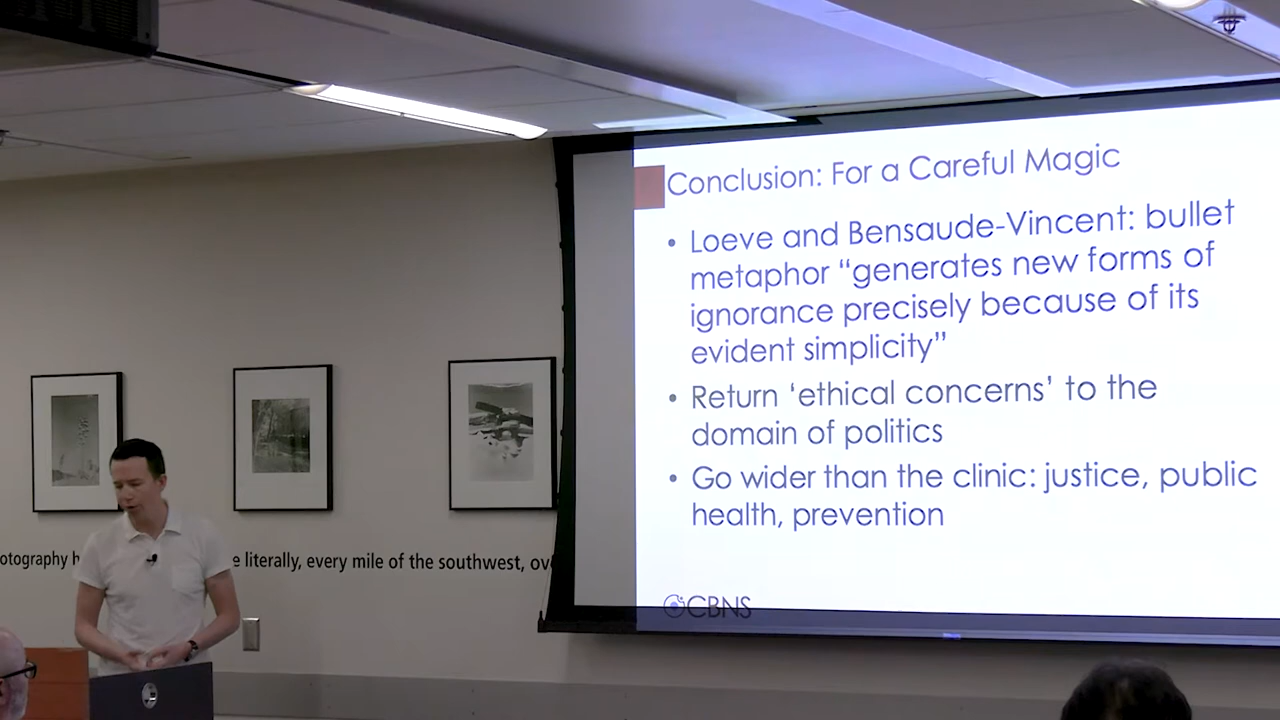 Conclusion: For a Careful Magic
• Loeve and Bensaude-Vincent: bullet
metaphor “generates new forms of
ignorance precisely because of its
evident simplicity”
• Return ‘ethical concerns’ to the
domain of politics
• Go wider than the clinic: justice, public
health, prevention
CBNS
literally, every mile of the southwest,